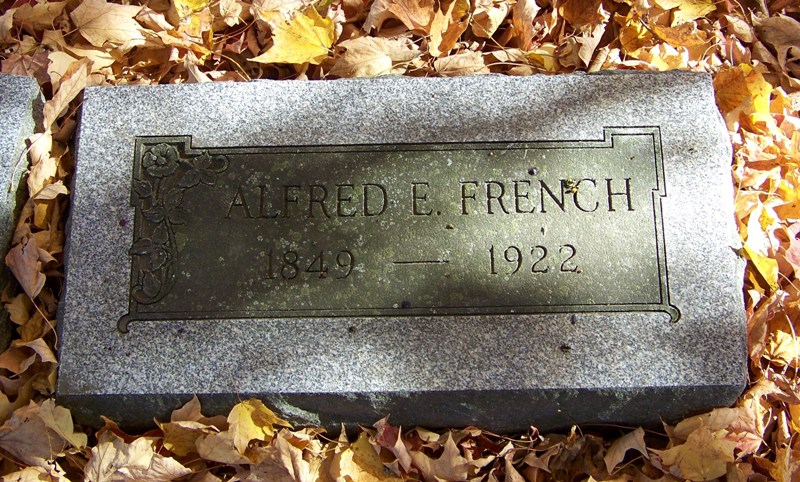 ALFRED E. FRENCH
1849 — 1922